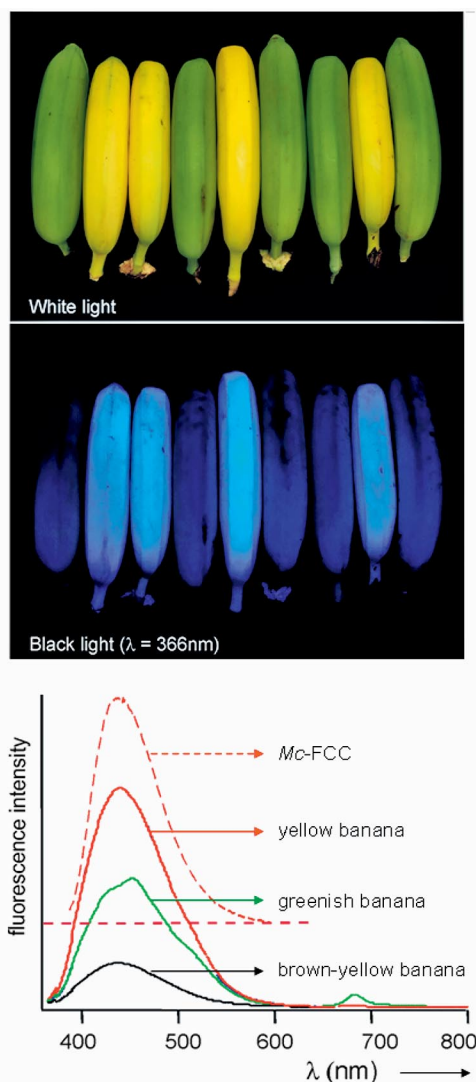 White light
Black light (λ = 366nm)
fluorescence intensity
Mc-FCC
yellow banana
greenish banana
brown-yellow banana
400 500 600 700 800
λ (nm)